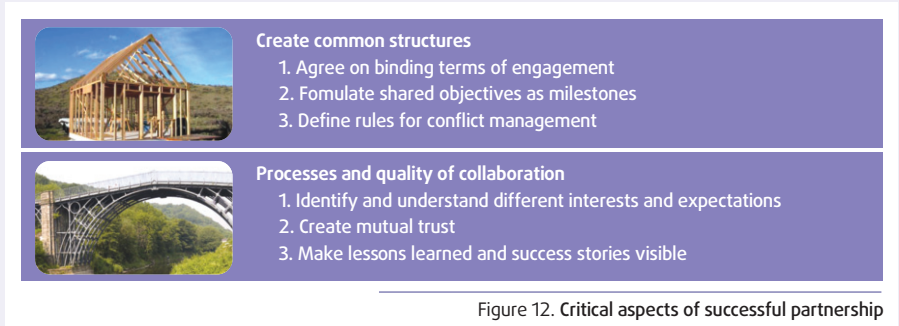 Create common structures
1. Agree on binding terms of engagement
2. Fomulate shared objectives as milestones
3. Define rules for conflict management
Processes and quality of collaboration
1. Identify and understand different interests and expectations
2. Create mutual trust
3. Make lessons learned and success stories visible
Figure 12. Critical aspects of successful partnership